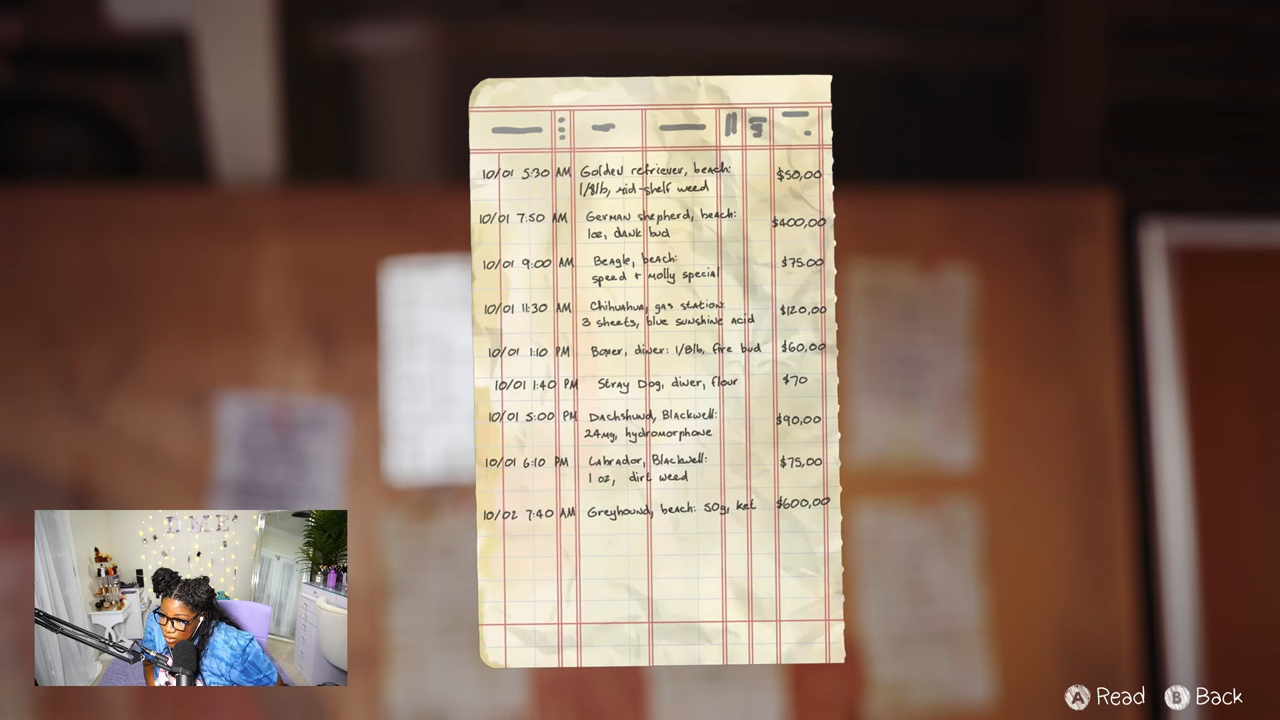 10/01 5:30 AM Golden refriever, beach: $50,00
1/8lb, mid-shelf weed
10/01 7:50 AM German shepherd, beach: $400,00
1oz, dank bud
10/01 9:00 AM Beagle, beach: $75.00
speed + molly special
10/01 11:30 AM Chihuahua, gas station: $120,00
3 sheets, blue sunshine acid
10/01 1:10 PM Boxer, diner: 1/8lb, fire bud $60,00
10/01 1:40 PM Stray Dog, diner, flour $70
10/01 5:00 PM Dachshund, Blackwell: $90,00
24mg, hydromorphone
10/01 6:10 PM Labrador, Blackwell: $75,00
1 oz, dirt weed
10/02 7:40 AM Greyhound, beach: 50g, ket $600,00
A Read B Back